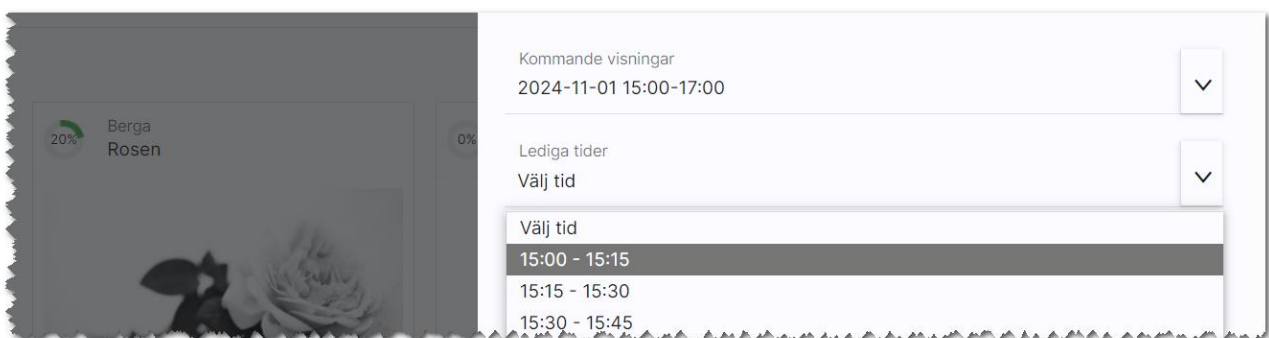 20%
Berga
Rosen
0%
Kommande visningar
2024-11-01 15:00-17:00
Lediga tider
Välj tid
Välj tid
15:00 - 15:15
15:15 - 15:30
15:30 - 15:45